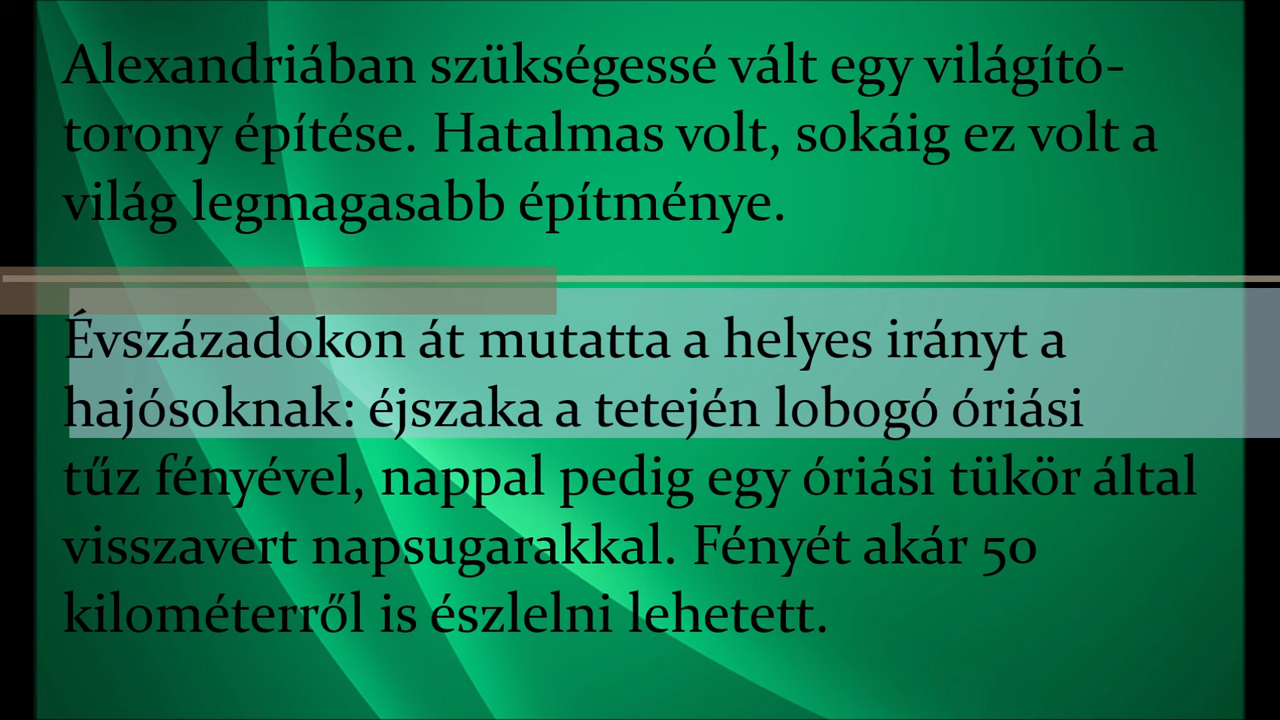 Alexandriában szükségessé vált egy világító-
torony építése. Hatalmas volt, sokáig ez volt a
világ legmagasabb építménye.
Évszázadokon át mutatta a helyes irányt a
hajósoknak: éjszaka a tetején lobogó óriási
tűz fényével, nappal pedig egy óriási tükör által
visszavert napsugarakkal. Fényét akár 50
kilométerről is észlelni lehetett.